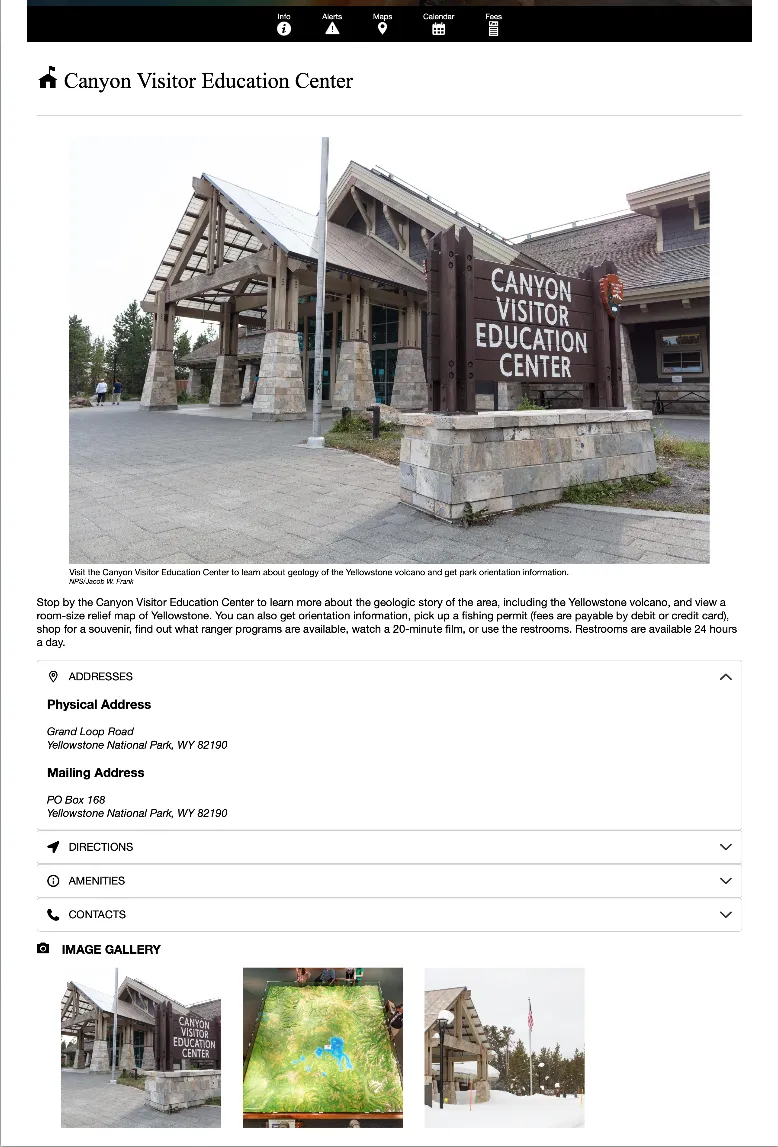 Info
Alerts
Maps
Calendar
Fees
Canyon Visitor Education Center
CANYON
VISITOR
EDUCATION
CENTER
Visit the Canyon Visitor Education Center to learn about geology of the Yellowstone volcano and get park orientation information.
NPS/Jacob W. Frank
Stop by the Canyon Visitor Education Center to learn more about the geologic story of the area, including the Yellowstone volcano, and view a
room-size relief map of Yellowstone. You can also get orientation information, pick up a fishing permit (fees are payable by debit or credit card),
shop for a souvenir, find out what ranger programs are available, watch a 20-minute film, or use the restrooms. Restrooms are available 24 hours
a day.
ADDRESSES
Physical Address
Grand Loop Road
Yellowstone National Park, WY 82190
Mailing Address
PO Box 168
Yellowstone National Park, WY 82190
DIRECTIONS
AMENITIES
CONTACTS
IMAGE GALLERY
CANYON
VISITOR
EDUCATION
CENTER